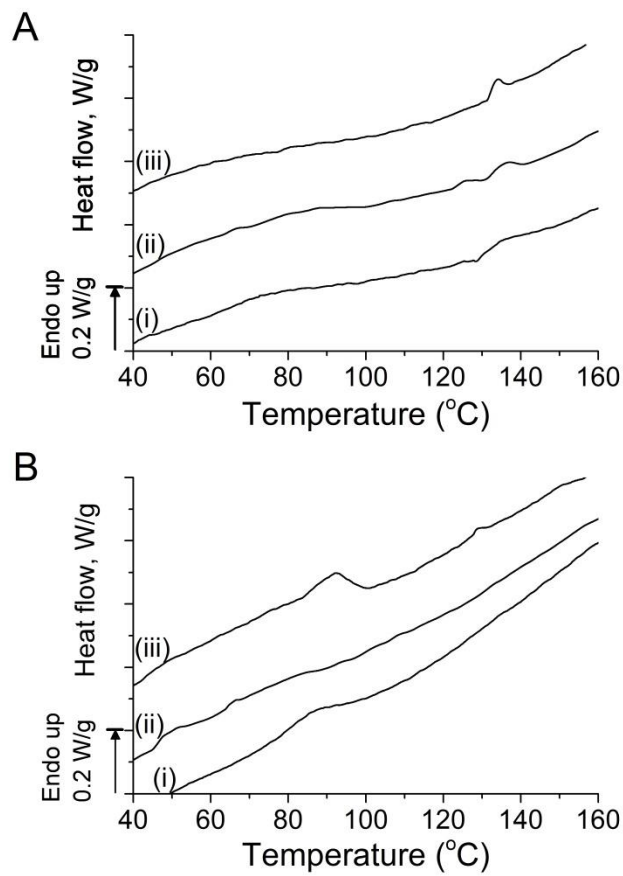 A
Heat flow, W/g
Endo up
0.2 W/g
(iii)
(ii)
(i)
40 60 80 100 120 140 160
Temperature (°C)
B
Heat flow, W/g
Endo up
0.2 W/g
(iii)
(ii)
(i)
40 60 80 100 120 140 160
Temperature (°C)